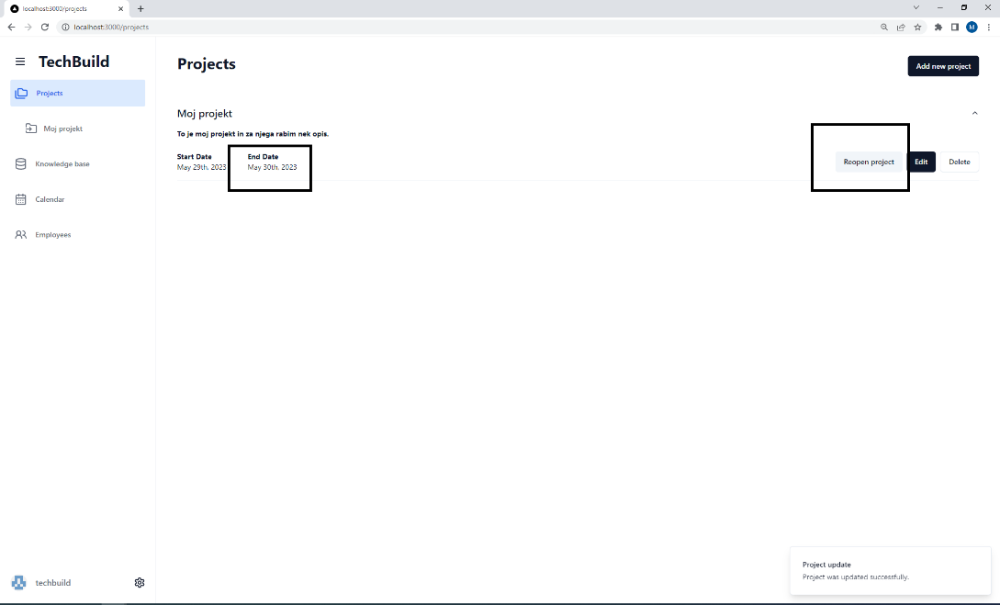 localhost:3000/projects
localhost:3000/projects
M
TechBuild
Projects
Moj projekt
Knowledge base
Calendar
Employees
techbuild
Projects
Add new project
Moj projekt
To je moj projekt in za njega rabim nek opis.
Start Date
May 29th, 2023
End Date
May 30th, 2023
Reopen project
Edit
Delete
Project update
Project was updated successfully.